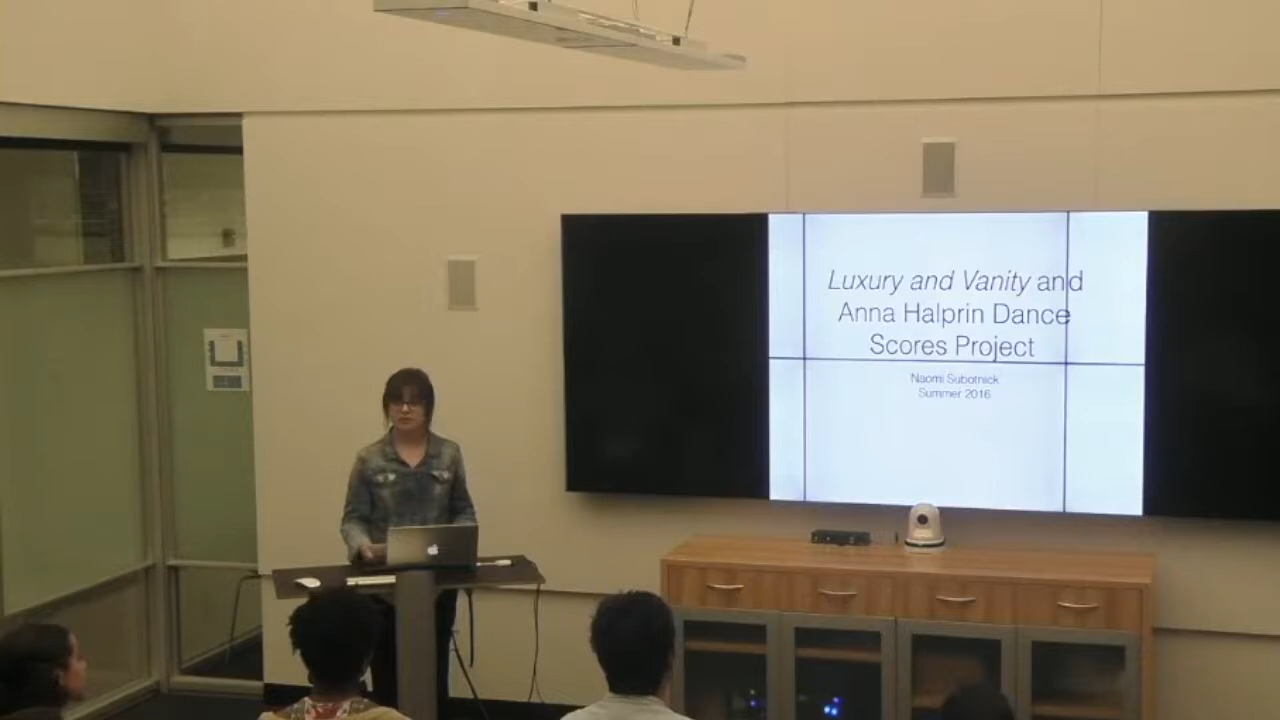 Luxury and Vanity and
Anna Halprin Dance
Scores Project
Naomi Subotnick
Summer 2016